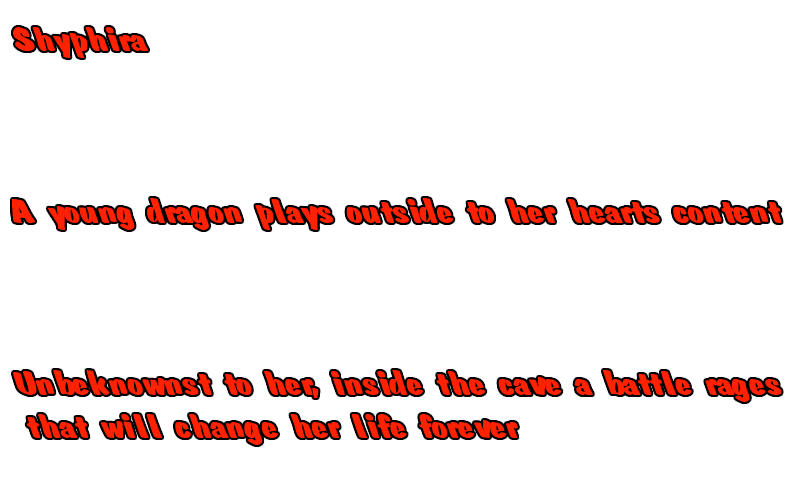 Shyphira
A young dragon plays outside to her hearts content
Unbeknownst to her, inside the cave a battle rages
that will change her life forever